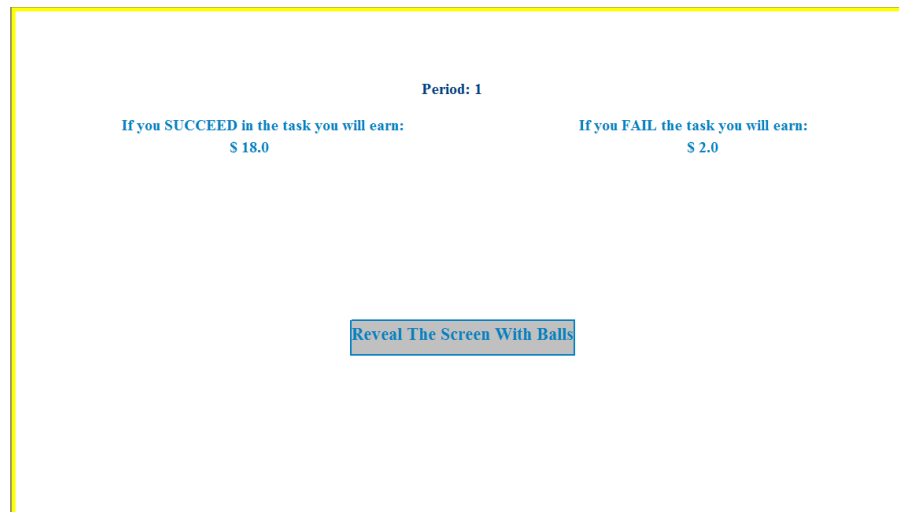 Period: 1
If you SUCCEED in the task you will earn:
$ 18.0
If you FAIL the task you will earn:
$ 2.0
Reveal The Screen With Balls